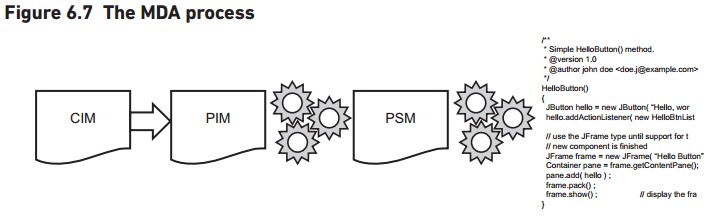 Figure 6.7 The MDA process
CIM
PIM
PSM
/**
* Simple HelloButton() method.
* @version 1.0
* @author john doe <doe.j@example.com>
*/
HelloButton()
{
JButton hello = new JButton( "Hello, wor
hello.addActionListener( new HelloBtnList
// use the JFrame type until support for t
// new component is finished
JFrame frame = new JFrame( "Hello Button"
Container pane = frame.getContentPane();
pane.add( hello ) ;
frame.pack() ;
frame.show() ; // display the fra
}